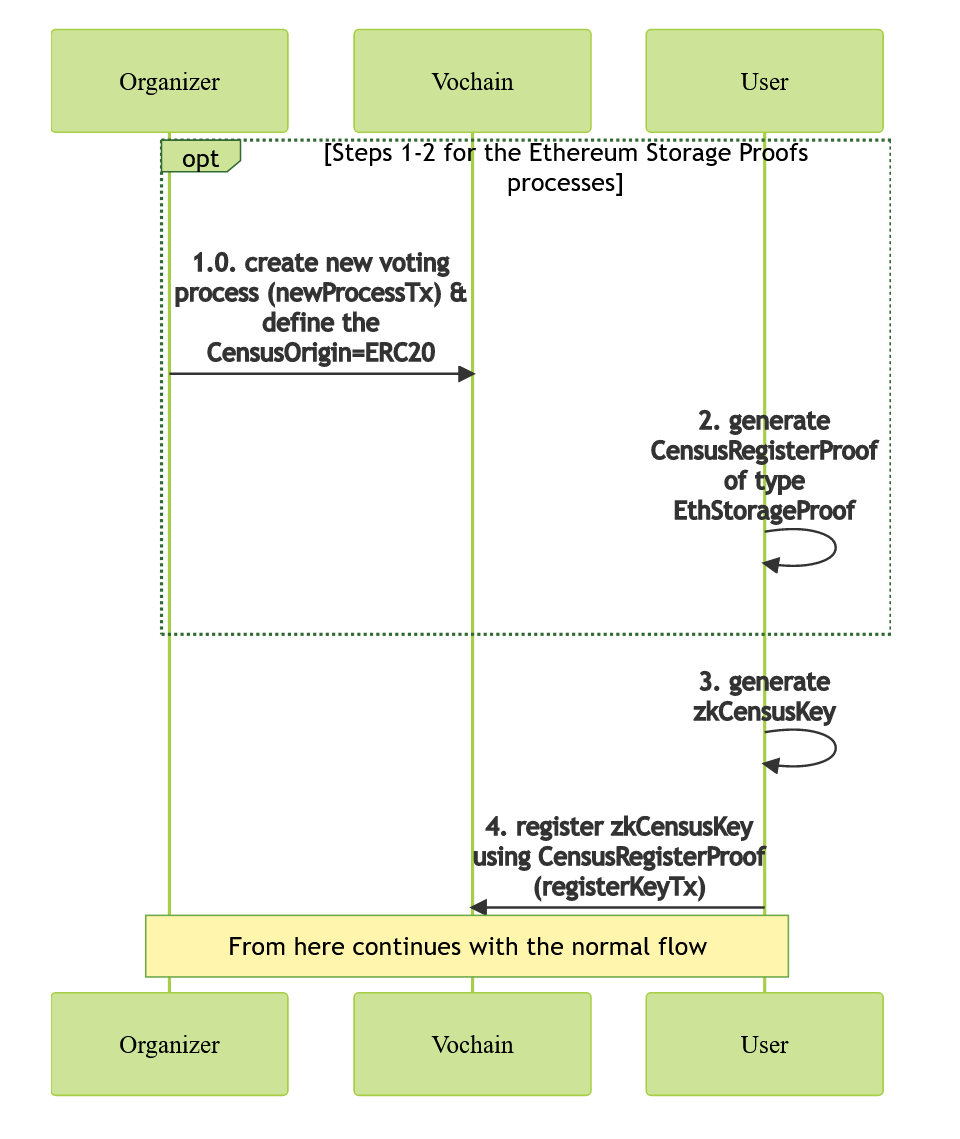 Organizer
Vochain
User
opt
[Steps 1-2 for the Ethereum Storage Proofs
processes]
1.0. create new voting
process (newProcessTx) &
define the
CensusOrigin=ERC20
2. generate
CensusRegisterProof
of type
EthStorageProof
3. generate
zkCensusKey
4. register zkCensusKey
using CensusRegisterProof
(registerKeyTx)
From here continues with the normal flow
Organizer
Vochain
User